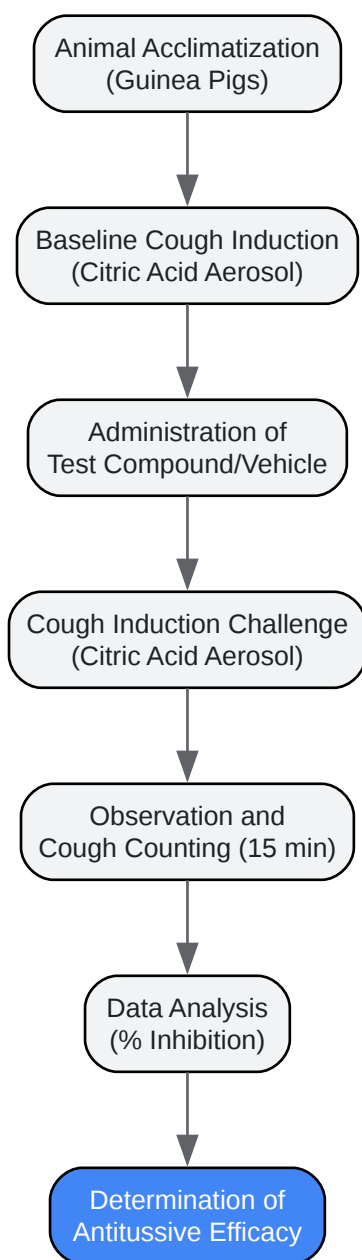 Animal Acclimatization
(Guinea Pigs)
Baseline Cough Induction
(Citric Acid Aerosol)
Administration of
Test Compound/Vehicle
Cough Induction Challenge
(Citric Acid Aerosol)
Observation and
Cough Counting (15 min)
Data Analysis
(% Inhibition)
Determination of
Antitussive Efficacy